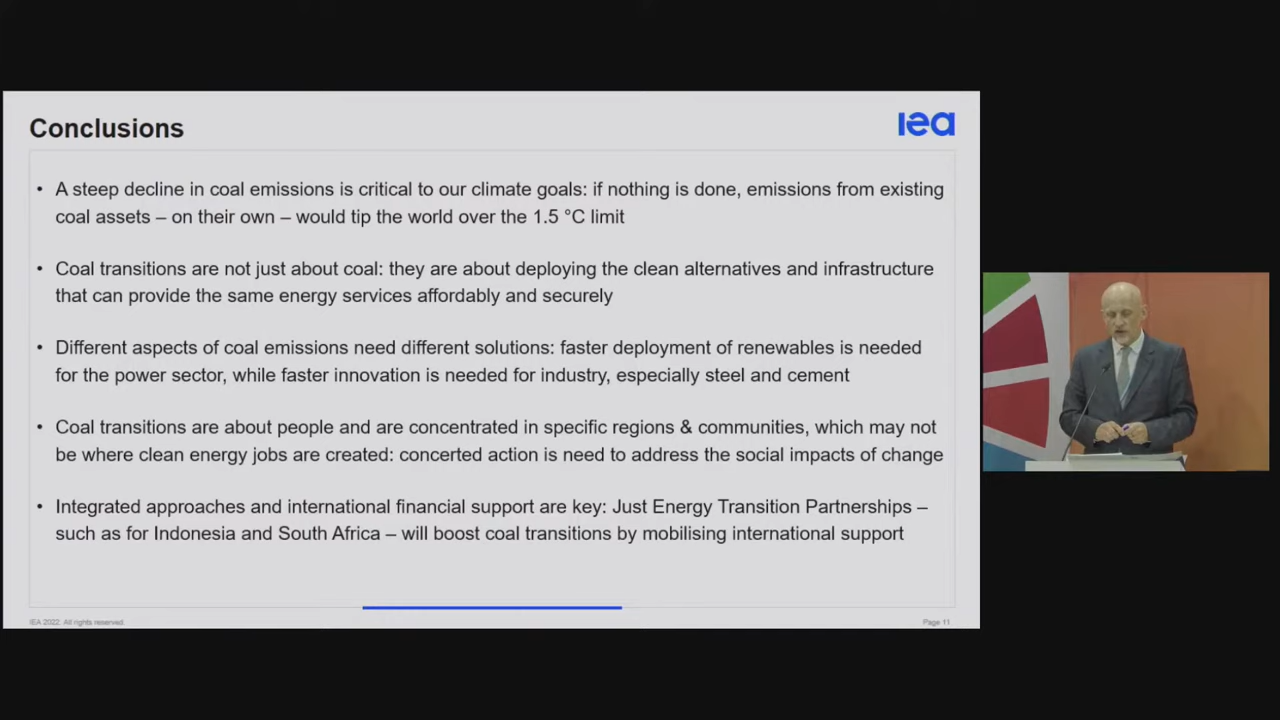 Conclusions
iea
• A steep decline in coal emissions is critical to our climate goals: if nothing is done, emissions from existing
coal assets – on their own – would tip the world over the 1.5 °C limit
• Coal transitions are not just about coal: they are about deploying the clean alternatives and infrastructure
that can provide the same energy services affordably and securely
• Different aspects of coal emissions need different solutions: faster deployment of renewables is needed
for the power sector, while faster innovation is needed for industry, especially steel and cement
• Coal transitions are about people and are concentrated in specific regions & communities, which may not
be where clean energy jobs are created: concerted action is need to address the social impacts of change
• Integrated approaches and international financial support are key: Just Energy Transition Partnerships –
such as for Indonesia and South Africa – will boost coal transitions by mobilising international support
IEA 2022. All rights reserved.
Page 11